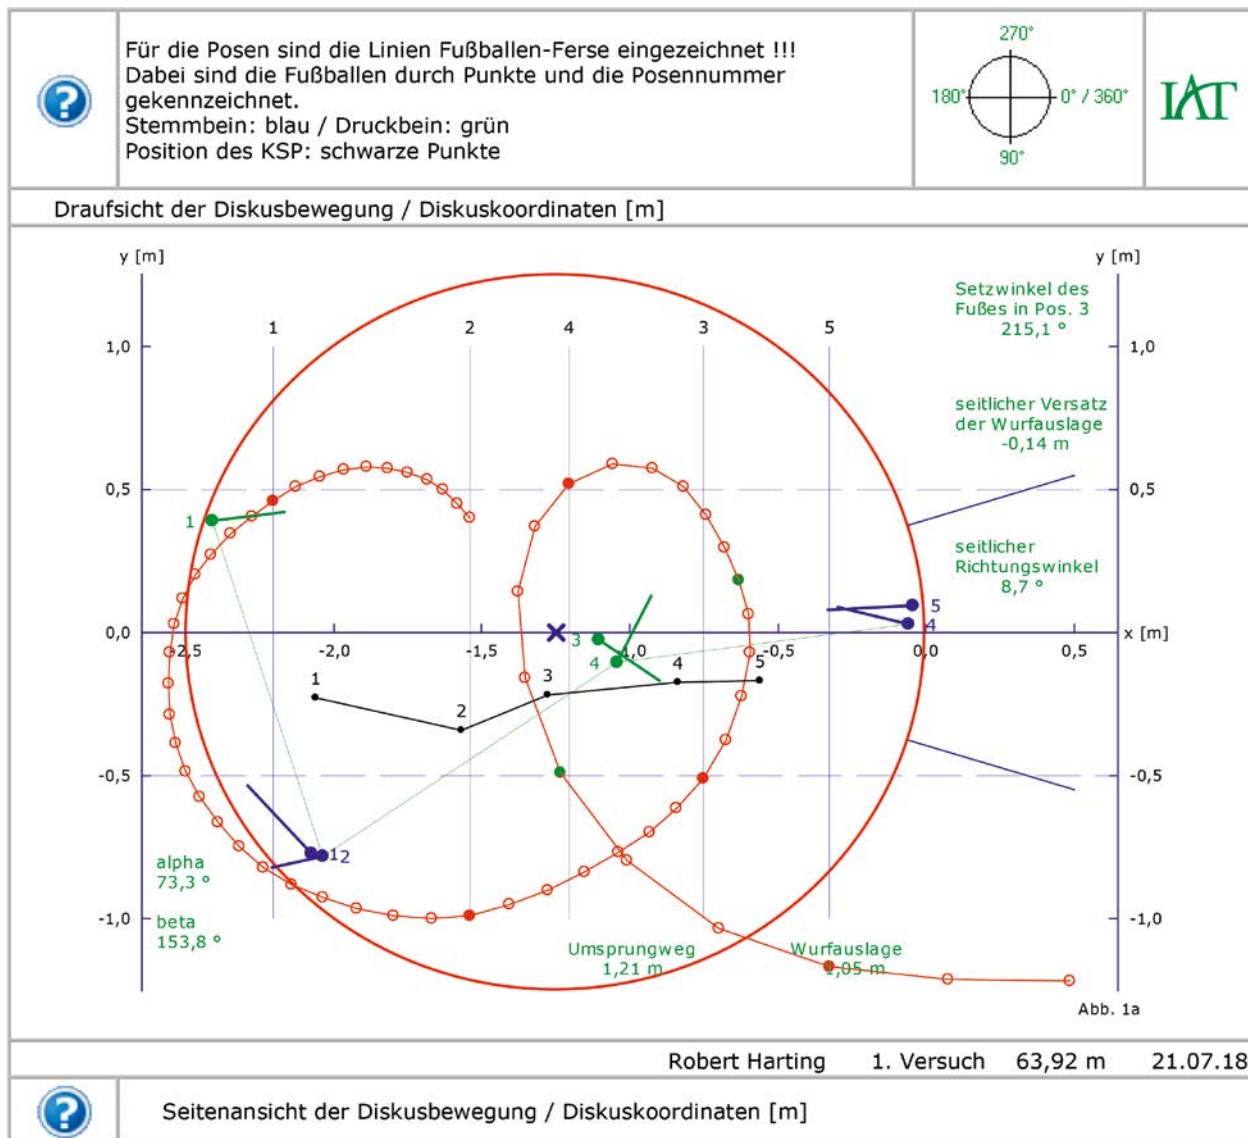 Für die Posen sind die Linien Fußballen-Ferse eingezeichnet !!!
Dabei sind die Fußballen durch Punkte und die Posennummer
gekennzeichnet.
Stemmbein: blau / Druckbein: grün
Position des KSP: schwarze Punkte
270°
180°
0° / 360°
90°
IAT
Draufsicht der Diskusbewegung / Diskuskoordinaten [m]
y [m]
y [m]
Setzwinkel des
Fußes in Pos. 3
215,1 °
1 2 4 3 5
1,0
1,0
seitlicher Versatz
der Wurfauslage
-0,14 m
0,5
0,5
1
seitlicher
Richtungswinkel
8,7 °
5
4
0,0
x [m]
3
4
-2,5 -2,0 -1,5 -1,0 -0,5 0,0 0,5
1 2 3 4 5
-0,5
-0,5
12
alpha
73,3 °
beta
153,8 °
-1,0
-1,0
Umsprungweg
1,21 m
Wurfauslage
1,05 m
Abb. 1a
Robert Harting 1. Versuch 63,92 m 21.07.18
Seitenansicht der Diskusbewegung / Diskuskoordinaten [m]